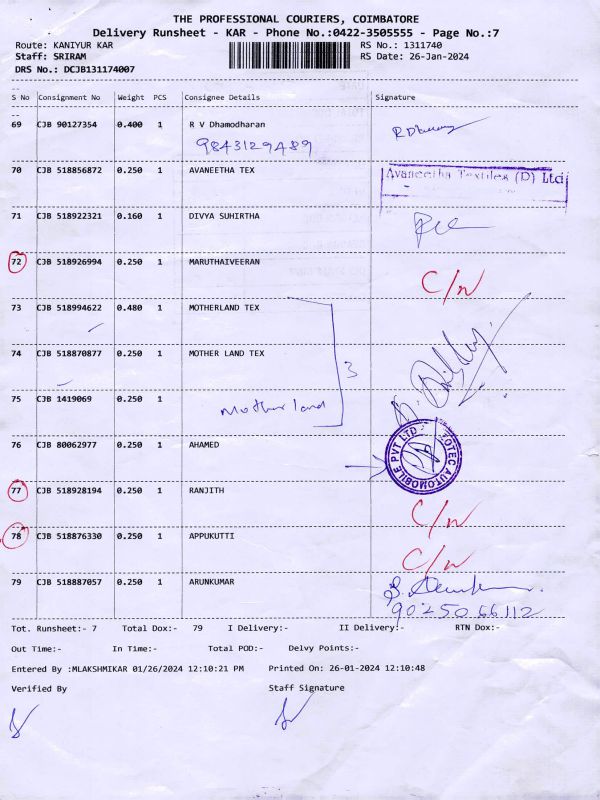 THE PROFESSIONAL COURIERS, COIMBATORE
Delivery Runsheet - KAR - Phone No.:0422-3505555 - Page No.:7
Route: KANIYUR KAR RS No.: 1311740
Staff: SRIRAM RS Date: 26-Jan-2024
DRS No.: DCJB131174007
S No Consignment No Weight PCS Consignee Details Signature
69 CJB 90127354 0.400 1 R V Dhamodharan
9843129489
70 CJB 518856872 0.250 1 AVANEETHA TEX
Avaneetha Textiles (D) Ltd
71 CJB 518922321 0.160 1 DIVYA SUHIRTHA
72 CJB 518926994 0.250 1 MARUTHAIVEERAN C/N
73 CJB 518994622 0.480 1 MOTHERLAND TEX
74 CJB 518870877 0.250 1 MOTHER LAND TEX
3
75 CJB 1419069 0.250 1 Motherland
76 CJB 80062977 0.250 1 AHAMED
ZOTEC AUTOMOBILE PVT LTD
77 CJB 518928194 0.250 1 RANJITH C/N
78 CJB 518876330 0.250 1 APPUKUTTI C/N
79 CJB 518887057 0.250 1 ARUNKUMAR
90250 66112
Tot. Runsheet:- 7 Total Dox:- 79 I Delivery:- II Delivery:- RTN Dox:-
Out Time:- In Time:- Total POD:- Delvy Points:-
Entered By :MLAKSHMIKAR 01/26/2024 12:10:21 PM Printed On: 26-01-2024 12:10:48
Verified By Staff Signature